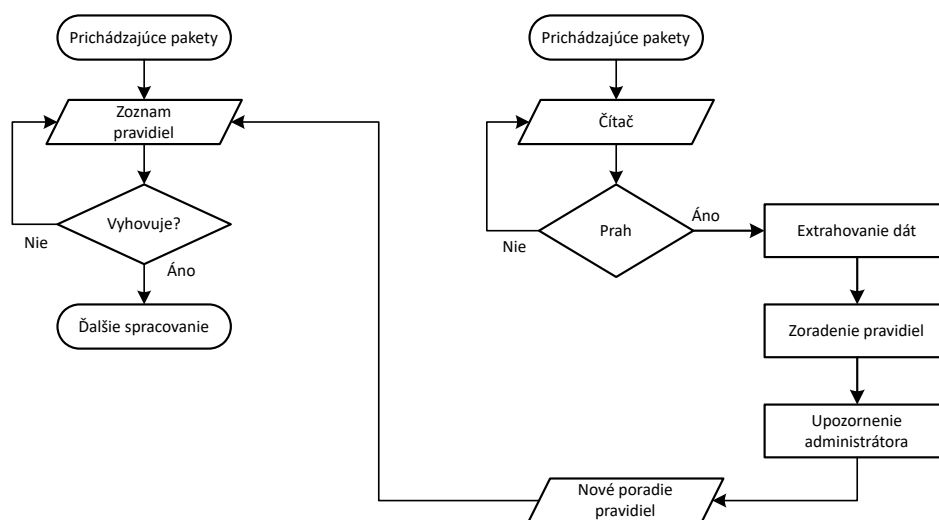 Prichádzajúce pakety
Zoznam
pravidiel
Vyhovuje?
Nie
Áno
Ďalšie spracovanie
Prichádzajúce pakety
Čítač
Prah
Nie
Áno
Extrahovanie dát
Zoradenie pravidiel
Upozornenie
administrátora
Nové poradie
pravidiel